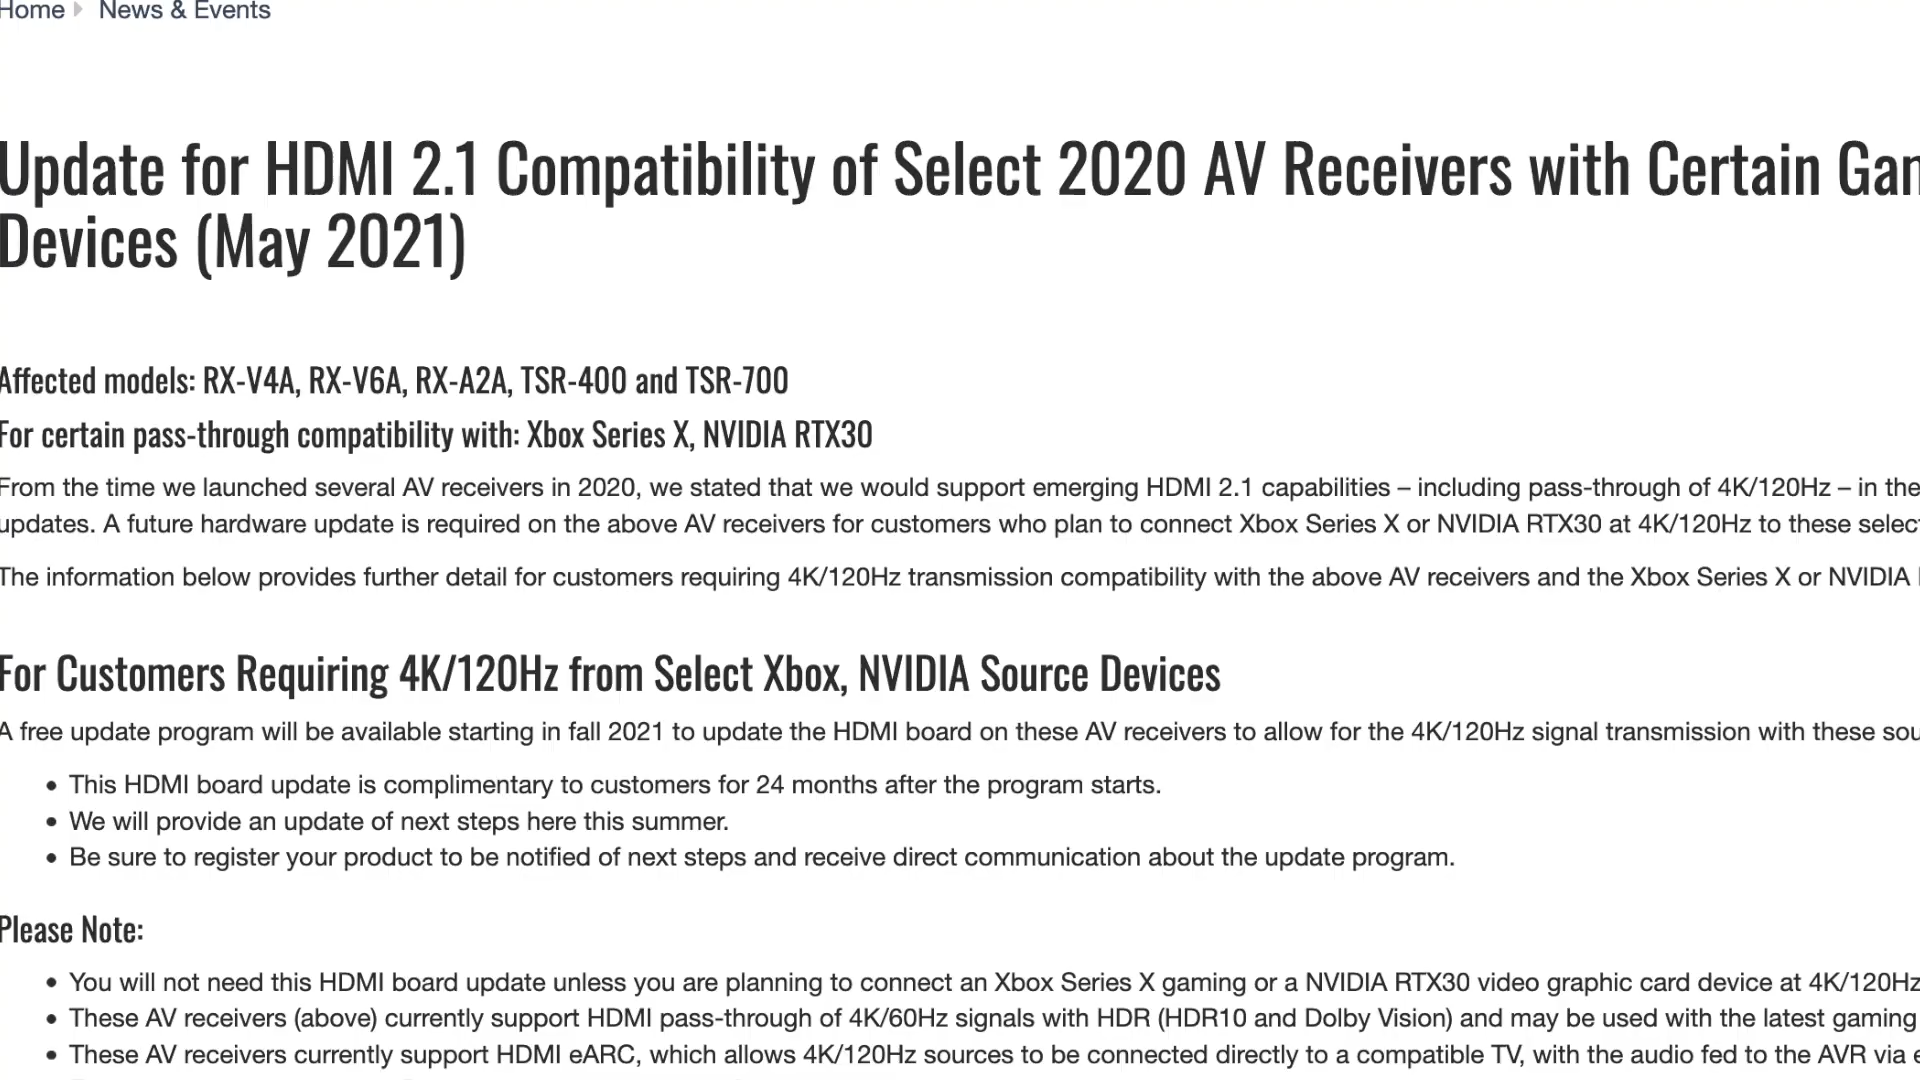 Home News & Events
Update for HDMI 2.1 Compatibility of Select 2020 AV Receivers with Certain
Devices (May 2021)
Affected models: RX-V4A, RX-V6A, RX-A2A, TSR-400 and TSR-700
For certain pass-through compatibility with: Xbox Series X, NVIDIA RTX30
From the time we launched several AV receivers in 2020, we stated that we would support emerging HDMI 2.1 capabilities – including pass-through of 4K/120Hz – in the
updates. A future hardware update is required on the above AV receivers for customers who plan to connect Xbox Series X or NVIDIA RTX30 at 4K/120Hz to these
The information below provides further detail for customers requiring 4K/120Hz transmission compatibility with the above AV receivers and the Xbox Series X or NVIDIA
For Customers Requiring 4K/120Hz from Select Xbox, NVIDIA Source Devices
A free update program will be available starting in fall 2021 to update the HDMI board on these AV receivers to allow for the 4K/120Hz signal transmission with these
• This HDMI board update is complimentary to customers for 24 months after the program starts.
• We will provide an update of next steps here this summer.
• Be sure to register your product to be notified of next steps and receive direct communication about the update program.
Please Note:
• You will not need this HDMI board update unless you are planning to connect an Xbox Series X gaming or a NVIDIA RTX30 video graphic card device at 4K/120Hz
• These AV receivers (above) currently support HDMI pass-through of 4K/60Hz signals with HDR (HDR10 and Dolby Vision) and may be used with the latest gaming
• These AV receivers currently support HDMI eARC, which allows 4K/120Hz sources to be connected directly to a compatible TV, with the audio fed to the AVR via